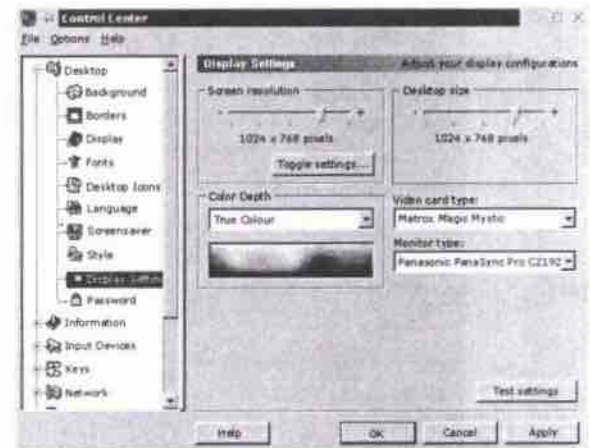 Control Center
File Options Help
Desktop
Background
Borders
Display
Fonts
Desktop Icons
Language
Screensaver
Style
Display Settin
Password
Information
Input Devices
Keys
Network
Display Settings
Adjust your display configurations
Screen resolution
1024 x 768 pixels
Toggle settings...
Desktop size
1024 x 768 pixels
Color Depth
True Colour
Video card type:
Matrox Magic Mystic
Monitor type:
Panasonic PanaSync Pro C2192
Test settings
Help OK Cancel Apply